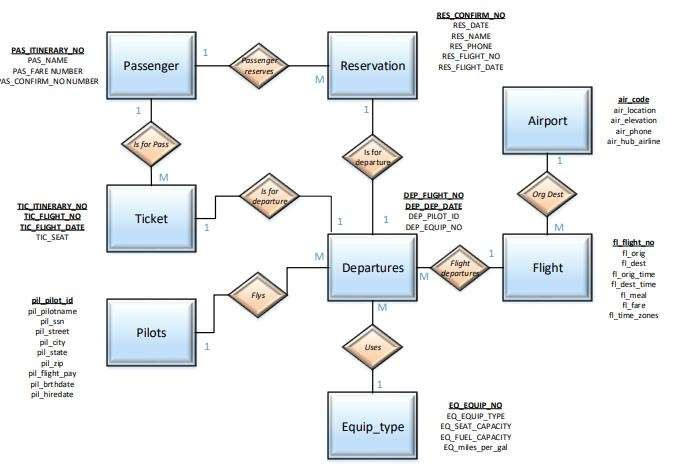 RES_CONFIRM_NO
RES_DATE
RES_NAME
RES_PHONE
RES_FLIGHT_NO
RES_FLIGHT_DATE
PAS_ITINERARY_NO
PAS_NAME
PAS_FARE NUMBER
PAS_CONFIRM_NO NUMBER
Passenger
1
Passenger reserves
M
Reservation
Airport
air_code
air_location
air_elevation
air_phone
air_hub_airline
1
Is for Pass
M
1
Is for departure
1
1
Org Dest
M
TIC_ITINERARY_NO
TIC_FLIGHT_NO
TIC_FLIGHT_DATE
TIC_SEAT
Ticket
1
Is for departure
1
DEP_FLGHT_NO
DEP_DEP_DATE
DEP_PILOT_ID
DEP_EQUIP_NO
M
Departures
M
Flight departures
1
Flight
fl_flight_no
fl_orig
fl_dest
fl_orig_time
fl_dest_time
fl_meal
fl_fare
fl_time_zones
pil_pilot_id
pil_pilotname
pil_ssn
pil_street
pil_city
pil_state
pil_zip
pil_flight_pay
pil_brthdate
pil_hiredate
Pilots
1
Flys
M
Uses
1
Equip_type
EQ_EQUIP_NO
EQ_EQUIP_TYPE
EQ_SEAT_CAPACITY
EQ_FUEL_CAPACITY
EQ_miles_per_gal